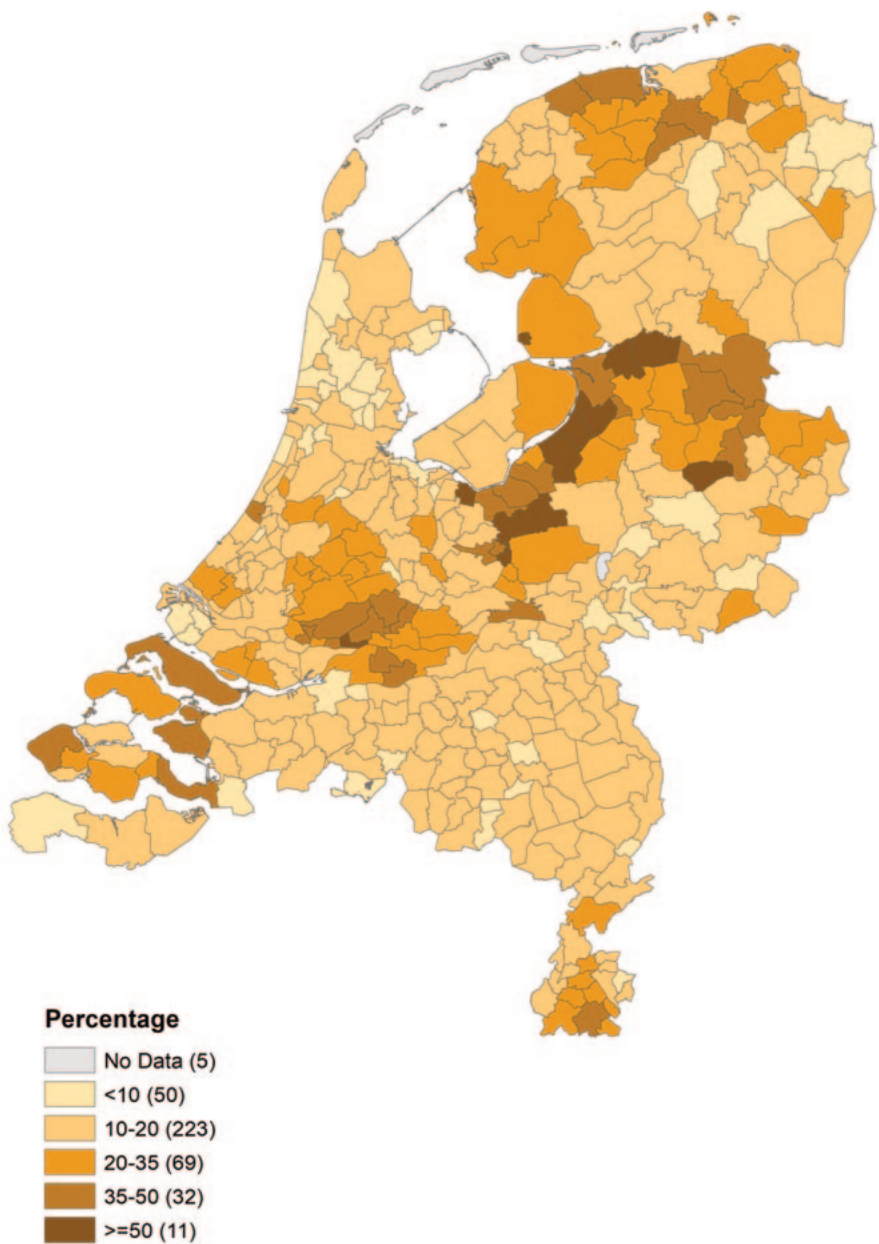 Percentage
No Data (5)
<10 (50)
10-20 (223)
20-35 (69)
35-50 (32)
>=50 (11)